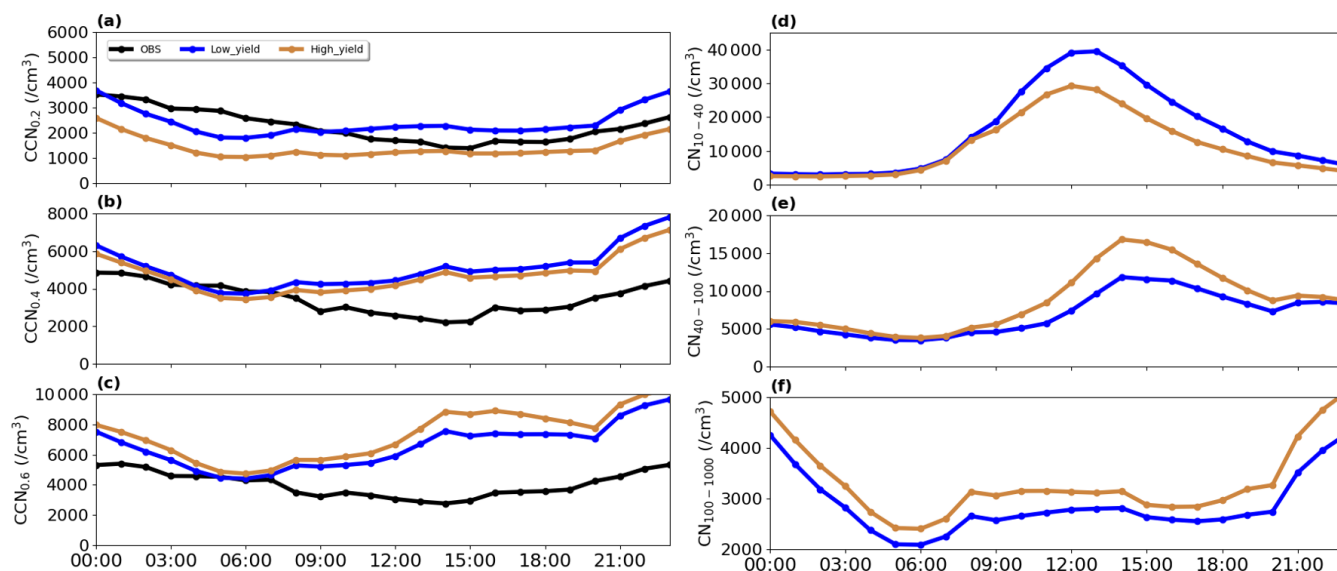 (a)
CCN0.2 (/cm3)
6000
5000
4000
3000
2000
1000
0
OBS Low_yield High_yield
(b)
CCN0.4 (/cm3)
8000
6000
4000
2000
0
(c)
CCN0.6 (/cm3)
10 000
8000
6000
4000
2000
0
00:00 03:00 06:00 09:00 12:00 15:00 18:00 21:00
(d)
CN10−40 (/cm3)
40 000
30 000
20 000
10 000
0
(e)
CN40−100 (/cm3)
20 000
15 000
10 000
5000
0
(f)
CN100−1000 (/cm3)
5000
4000
3000
2000
00:00 03:00 06:00 09:00 12:00 15:00 18:00 21:00